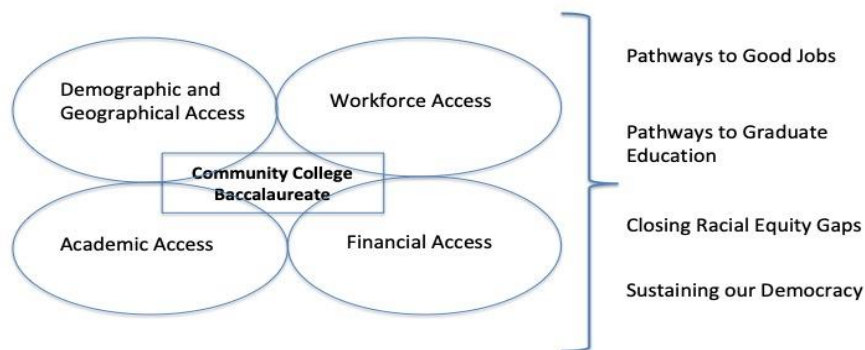 Demographic and
Geographical Access
Workforce Access
Community College
Baccalaureate
Academic Access
Financial Access
Pathways to Good Jobs
Pathways to Graduate
Education
Closing Racial Equity Gaps
Sustaining our Democracy